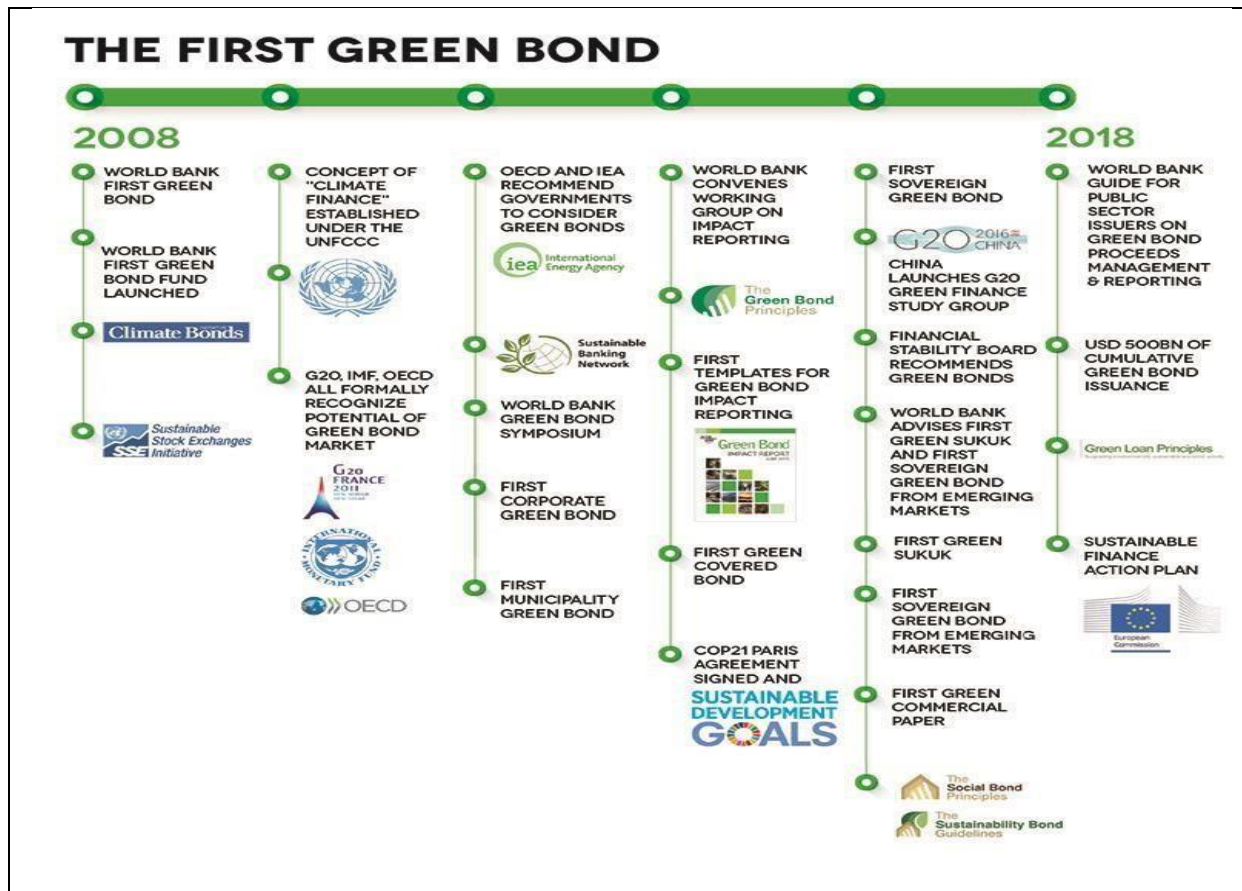 THE FIRST GREEN BOND
2008
2018
WORLD BANK
FIRST GREEN
BOND
WORLD BANK
FIRST GREEN
BOND FUND
LAUNCHED
Climate Bonds
Sustainable
Stock Exchanges
Initiative
SSE
CONCEPT OF
"CLIMATE
FINANCE"
ESTABLISHED
UNDER THE
UNFCCC
G20, IMF, OECD
ALL FORMALLY
RECOGNIZE
POTENTIAL OF
GREEN BOND
MARKET
G20
FRANCE
2011
INTERNATIONAL
MONETARY FUND
OECD
OECD AND IEA
RECOMMEND
GOVERNMENTS
TO CONSIDER
GREEN BONDS
iea International
Energy Agency
Sustainable
Banking
Network
WORLD BANK
GREEN BOND
SYMPOSIUM
FIRST
CORPORATE
GREEN BOND
FIRST
MUNICIPALITY
GREEN BOND
WORLD BANK
CONVENES
WORKING
GROUP ON
IMPACT
REPORTING
The
Green Bond
Principles
FIRST
TEMPLATES FOR
GREEN BOND
IMPACT
REPORTING
Green Bond
IMPACT REPORT
FIRST GREEN
COVERED
BOND
COP21 PARIS
AGREEMENT
SIGNED AND
SUSTAINABLE
DEVELOPMENT
GOALS
FIRST
SOVEREIGN
GREEN BOND
G20 2016
CHINA
CHINA
LAUNCHES G20
GREEN FINANCE
STUDY GROUP
FINANCIAL
STABILITY BOARD
RECOMMENDS
GREEN BONDS
WORLD BANK
ADVISES FIRST
GREEN SUKUK
AND FIRST
SOVEREIGN
GREEN BOND
FROM EMERGING
MARKETS
FIRST GREEN
SUKUK
FIRST
SOVEREIGN
GREEN BOND
FROM EMERGING
MARKETS
FIRST GREEN
COMMERCIAL
PAPER
The
Social Bond
Principles
The
Sustainability Bond
Guidelines
WORLD BANK
GUIDE FOR
PUBLIC
SECTOR
ISSUERS ON
GREEN BOND
PROCEEDS
MANAGEMENT
& REPORTING
USD 500BN OF
CUMULATIVE
GREEN BOND
ISSUANCE
Green Loan Principles
SUSTAINABLE
FINANCE
ACTION PLAN
European
Commission